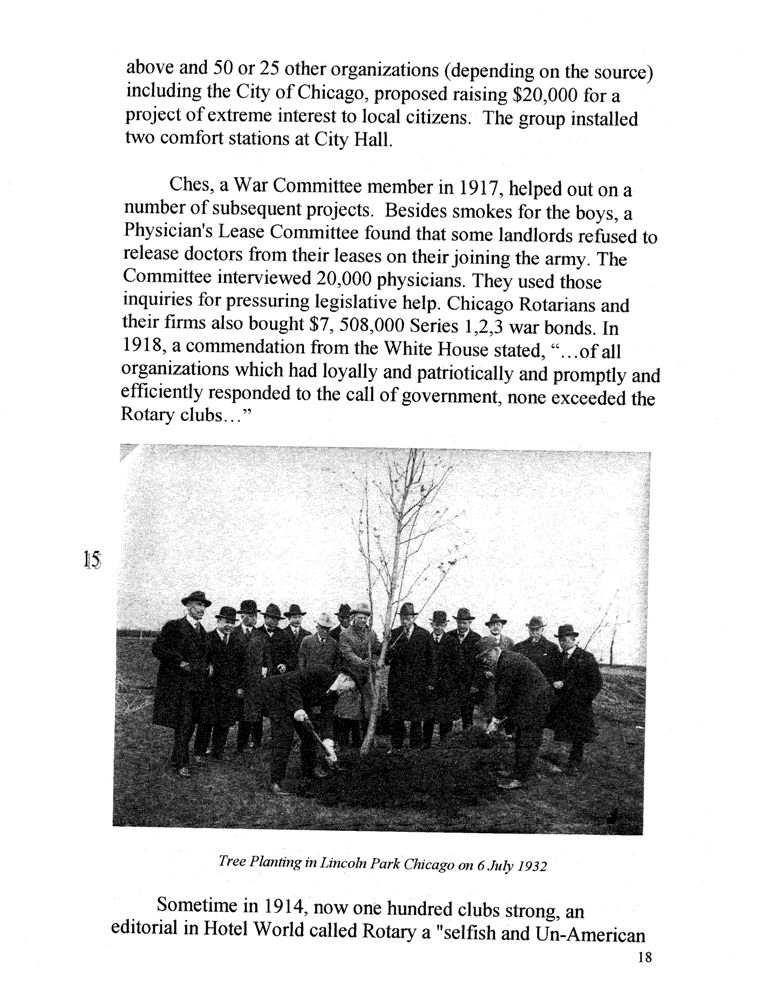 above and 50 or 25 other organizations (depending on the source)
including the City of Chicago, proposed raising $20,000 for a
project of extreme interest to local citizens.  The group installed
two comfort stations at City Hall.
Ches, a War Committee member in 1917, helped out on a
number of subsequent projects.  Besides smokes for the boys, a
Physician's Lease Committee found that some landlords refused to
release doctors from their leases on their joining the army. The
Committee interviewed 20,000 physicians. They used those
inquiries for pressuring legislative help. Chicago Rotarians and
their firms also bought $7, 508,000 Series 1,2,3 war bonds. In
1918, a commendation from the White House stated, “…of all
organizations which had loyally and patriotically and promptly and
efficiently responded to the call of government, none exceeded the
Rotary clubs…”
15
Tree Planting in Lincoln Park Chicago on 6 July 1932
Sometime in 1914, now one hundred clubs strong, an
editorial in Hotel World called Rotary a "selfish and Un-American
18